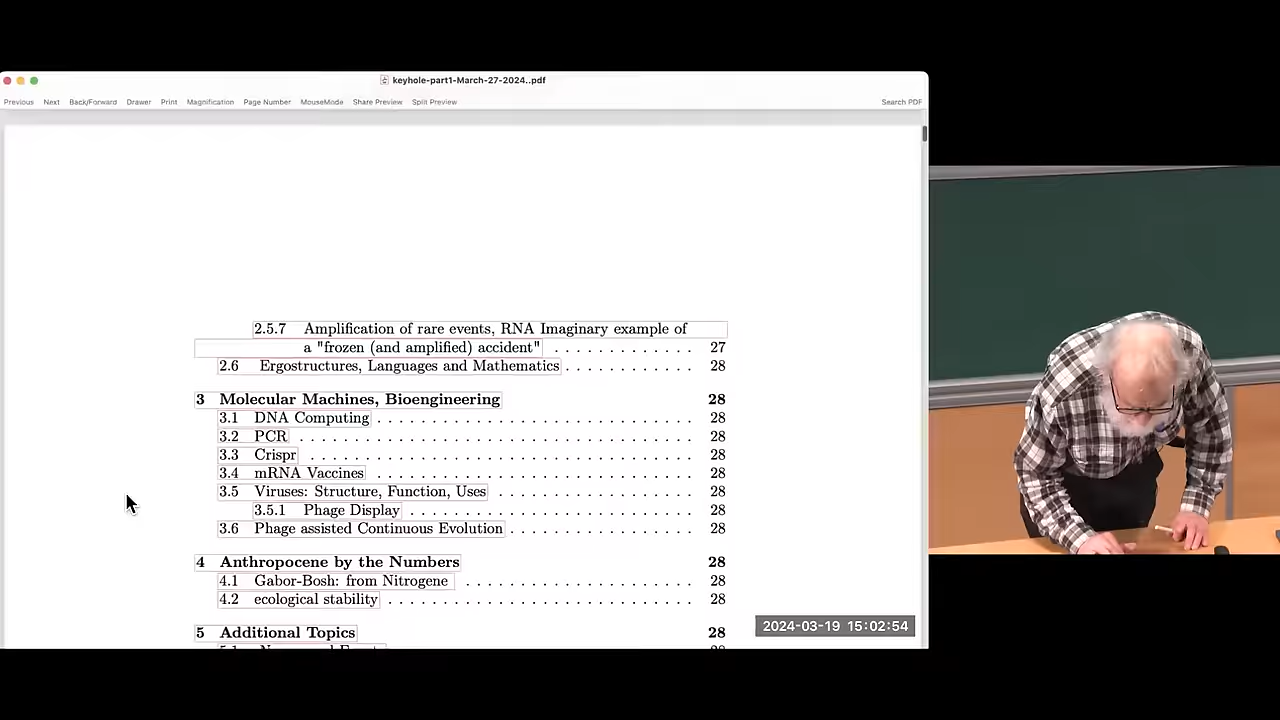 keyhole-part1-March-27-2024..pdf
Previous Next Back/Forward Drawer Print Magnification Page Number MouseMode Share Preview Split Preview Search PDF
2.5.7 Amplification of rare events, RNA Imaginary example of
a "frozen (and amplified) accident" . . . . . . . . . . . . . 27
2.6 Ergostructures, Languages and Mathematics . . . . . . . . . . . . 28
3 Molecular Machines, Bioengineering 28
3.1 DNA Computing . . . . . . . . . . . . . . . . . . . . . . . . . . . 28
3.2 PCR . . . . . . . . . . . . . . . . . . . . . . . . . . . . . . . . 28
3.3 Crispr . . . . . . . . . . . . . . . . . . . . . . . . . . . . . . . 28
3.4 mRNA Vaccines . . . . . . . . . . . . . . . . . . . . . . . . . . . 28
3.5 Viruses: Structure, Function, Uses . . . . . . . . . . . . . . . . . 28
3.5.1 Phage Display . . . . . . . . . . . . . . . . . . . . . . . . . 28
3.6 Phage assisted Continuous Evolution . . . . . . . . . . . . . . . . 28
4 Anthropocene by the Numbers 28
4.1 Gabor-Bosh: from Nitrogene . . . . . . . . . . . . . . . . . . . . 28
4.2 ecological stability . . . . . . . . . . . . . . . . . . . . . . . . . . 28
5 Additional Topics 28
2024-03-19 15:02:54